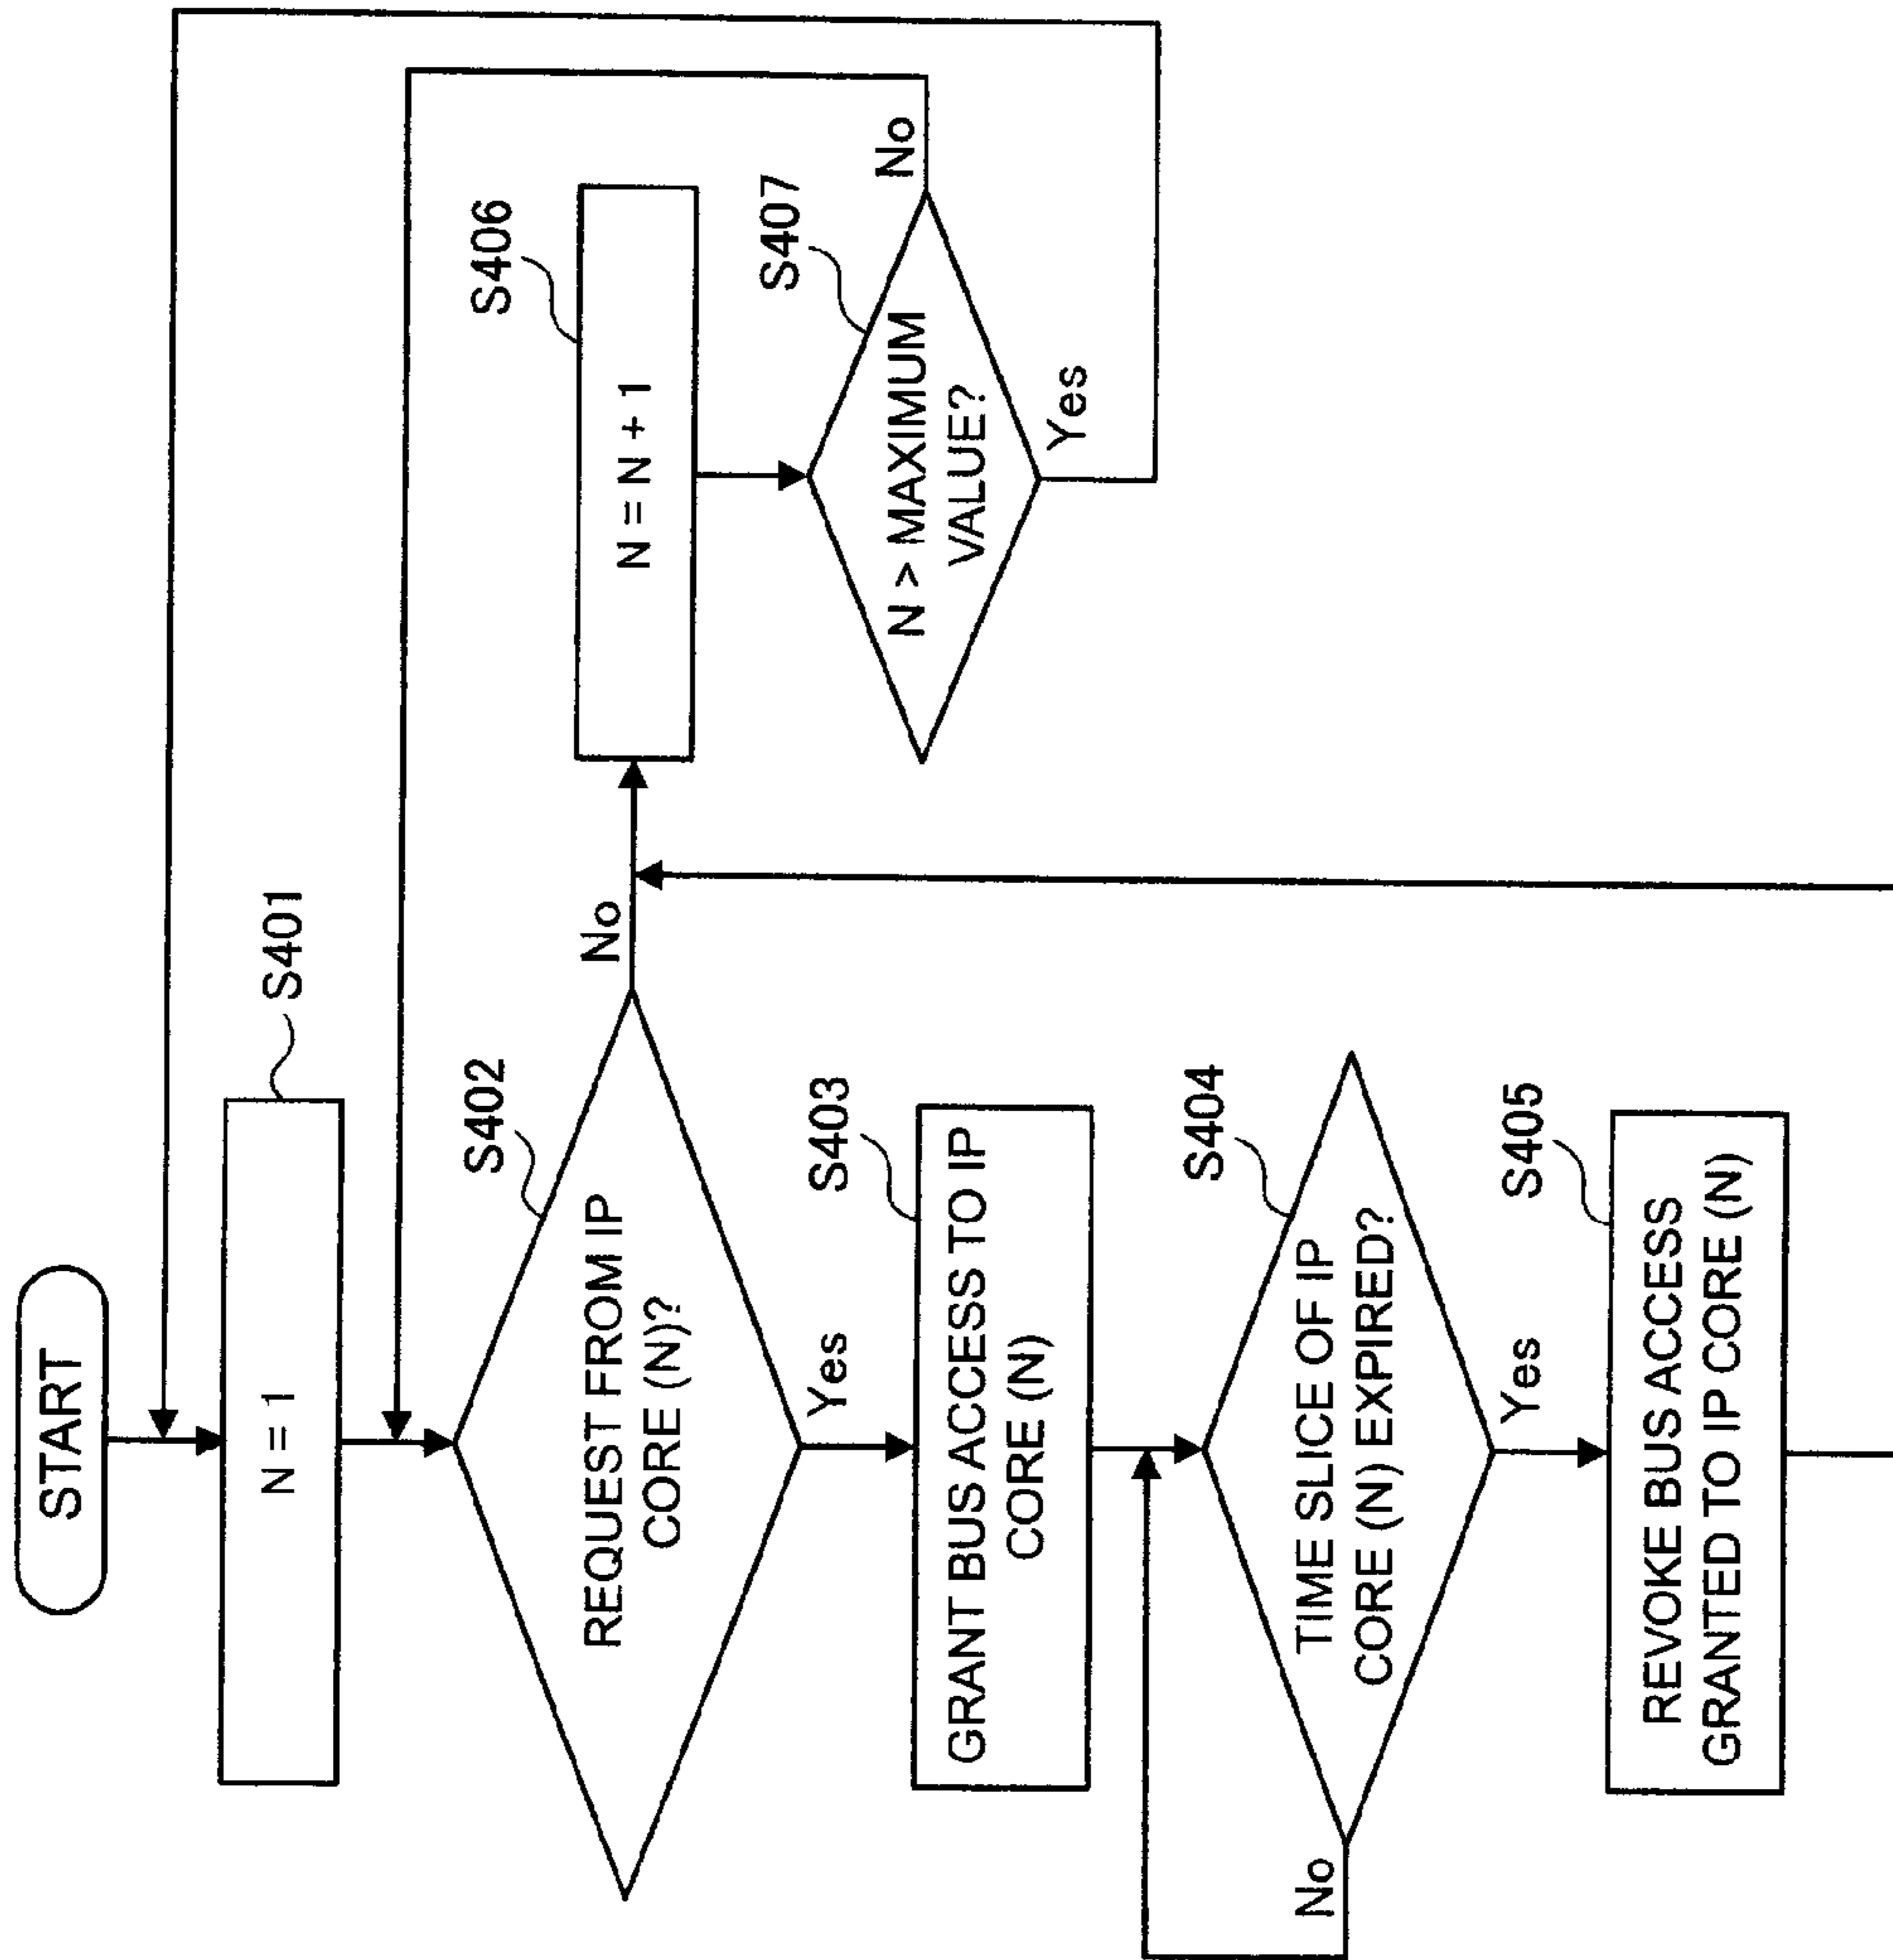 START
S401
N = 1
S402
REQUEST FROM IP
CORE (N)?
No
Yes
S403
GRANT BUS ACCESS TO IP
CORE (N)
S404
TIME SLICE OF IP
CORE (N) EXPIRED?
No
Yes
S405
REVOKE BUS ACCESS
GRANTED TO IP CORE (N)
S406
N = N + 1
S407
N > MAXIMUM
VALUE?
No
Yes